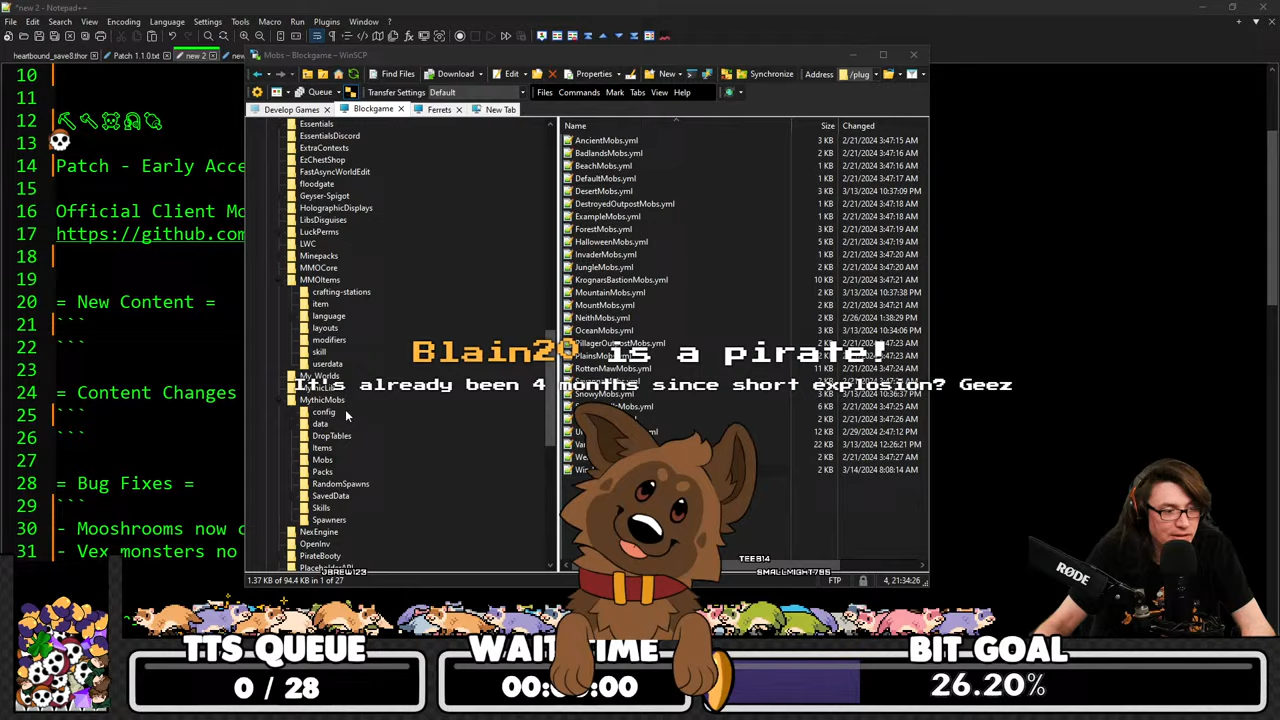 *new 2 - Notepad++
File Edit Search View Encoding Language Settings Tools Macro Run Plugins Window ?
heartbound_save8.thor Patch 1.1.0.txt new 2 new
10
11
12
13
14 Patch - Early Acce
15
16 Official Client Mo
17 https://github.com
18
19
20 = New Content =
21 ```
22 ```
23
24 = Content Changes
25 ```
26 ```
27
28 = Bug Fixes =
29 ```
30 - Mooshrooms now c
31 - Vex monsters no
Mobs – Blockgame – WinSCP
Find Files Download Edit Properties New Synchronize Address /plug
Queue Transfer Settings Default Files Commands Mark Tabs View Help
Develop Games Blockgame Ferrets New Tab
Essentials
EssentialsDiscord
ExtraContexts
EzChestShop
FastAsyncWorldEdit
floodgate
Geyser-Spigot
HolographicDisplays
LibsDisguises
LuckPerms
LWC
Minepacks
MMOCore
MMOItems
crafting-stations
item
language
layouts
modifiers
skill
userdata
My_Worlds
MythicMobs
config
data
DropTables
Items
Mobs
Packs
RandomSpawns
SavedData
Skills
Spawners
NexEngine
OpenInv
PirateBooty
Name Size Changed
AncientMobs.yml 3 KB 2/21/2024 3:47:15 AM
BadlandsMobs.yml 1 KB 2/21/2024 3:47:16 AM
BeachMobs.yml 1 KB 2/21/2024 3:47:16 AM
DefaultMobs.yml 1 KB 2/21/2024 3:47:17 AM
DesertMobs.yml 3 KB 3/13/2024 10:37:09 PM
DestroyedOutpostMobs.yml 1 KB 2/21/2024 3:47:18 AM
ExampleMobs.yml 1 KB 2/21/2024 3:47:18 AM
ForestMobs.yml 3 KB 2/21/2024 3:47:19 AM
HalloweenMobs.yml 5 KB 2/21/2024 3:47:19 AM
InvaderMobs.yml 1 KB 2/21/2024 3:47:20 AM
JungleMobs.yml 2 KB 2/21/2024 3:47:20 AM
KrognarsBastionMobs.yml 10 KB 2/21/2024 3:47:21 AM
MountainMobs.yml 2 KB 3/13/2024 10:37:38 PM
MountMobs.yml 2 KB 2/21/2024 3:47:21 AM
NeithMobs.yml 2 KB 2/26/2024 1:38:29 PM
OceanMobs.yml 3 KB 3/13/2024 10:34:06 PM
PillagerOutpostMobs.yml
PlainsMobs
RottenMawMobs.yml 11 KB 2/21/2024 3:47:24 AM
SnowyMobs.yml 3/13/2024 10:36:37 PM
6 KB 2/21/2024 3:47:25 AM
2 KB 2/21/2024 3:47:26 AM
12 KB 2/29/2024 2:47:12 PM
22 KB 3/13/2024 12:26:21 PM
2 KB 2/21/2024 3:47:27 AM
2 KB 3/14/2024 8:08:14 AM
1.37 KB of 94.4 KB in 1 of 27 FTP 4, 21:34:26
is a pirate!
It's already been 4 months since short explosion? Geez
JBREW123
TEEB14
SMALLMIGHT785
RØDE
TTS QUEUE
0 / 28
WAIT TIME
BIT GOAL
26.20%